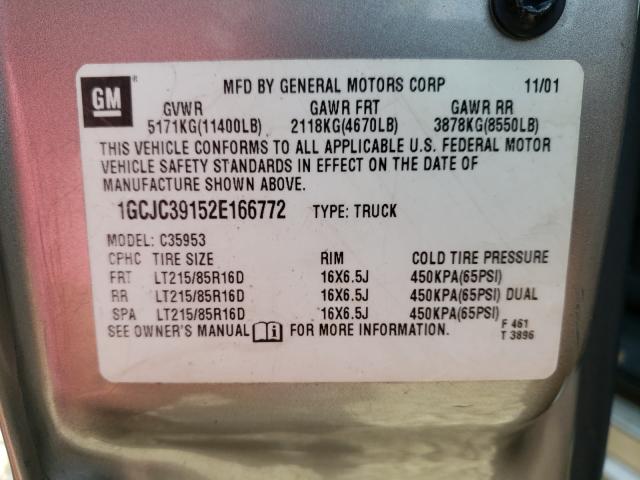 GM ® MFD BY GENERAL MOTORS CORP 11/01
GVWR GAWR FRT GAWR RR
5171KG(11400LB) 2118KG(4670LB) 3878KG(8550LB)
THIS VEHICLE CONFORMS TO ALL APPLICABLE U.S. FEDERAL MOTOR
VEHICLE SAFETY STANDARDS IN EFFECT ON THE DATE OF
MANUFACTURE SHOWN ABOVE.
1GCJC39152E166772 TYPE: TRUCK
MODEL: C35953
CPHC TIRE SIZE RIM COLD TIRE PRESSURE
FRT LT215/85R16D 16X6.5J 450KPA(65PSI)
RR LT215/85R16D 16X6.5J 450KPA(65PSI) DUAL
SPA LT215/85R16D 16X6.5J 450KPA(65PSI)
SEE OWNER'S MANUAL FOR MORE INFORMATION.
F 461
T 3896